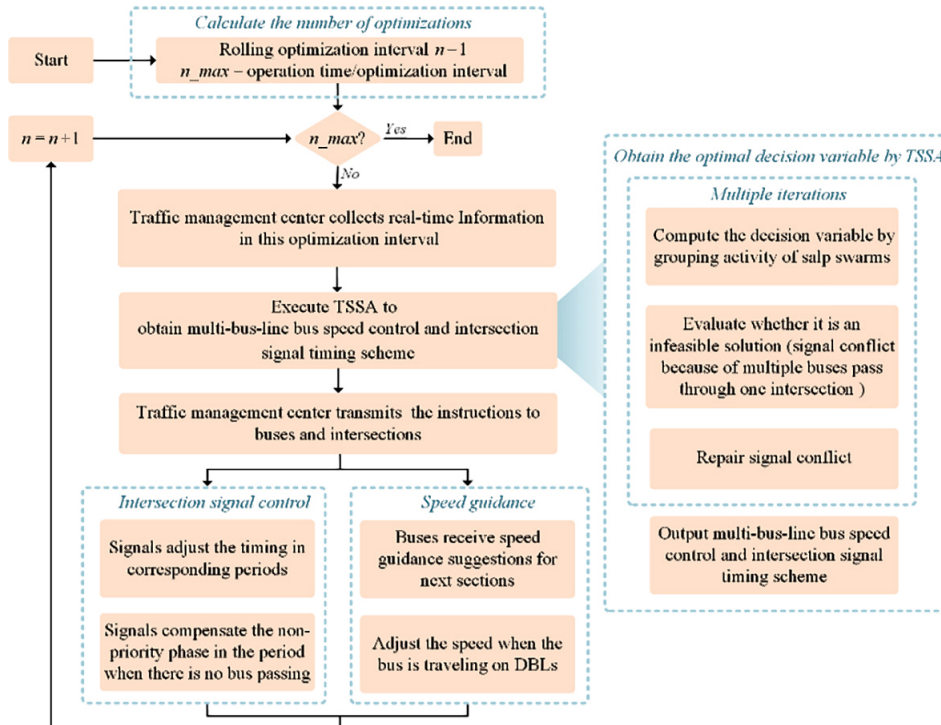 Calculate the number of optimizations
Start
Rolling optimization interval n−1
n_max – operation time/optimization interval
n = n+1
n_max?
Yes
End
No
Traffic management center collects real-time Information
in this optimization interval
Execute TSSA to
obtain multi-bus-line bus speed control and intersection
signal timing scheme
Traffic management center transmits the instructions to
buses and intersections
Intersection signal control
Signals adjust the timing in
corresponding periods
Signals compensate the non-
priority phase in the period
when there is no bus passing
Speed guidance
Buses receive speed
guidance suggestions for
next sections
Adjust the speed when the
bus is traveling on DBLs
Obtain the optimal decision variable by TSSA
Multiple iterations
Compute the decision variable by
grouping activity of salp swarms
Evaluate whether it is an
infeasible solution (signal conflict
because of multiple buses pass
through one intersection )
Repair signal conflict
Output multi-bus-line bus speed
control and intersection signal
timing scheme